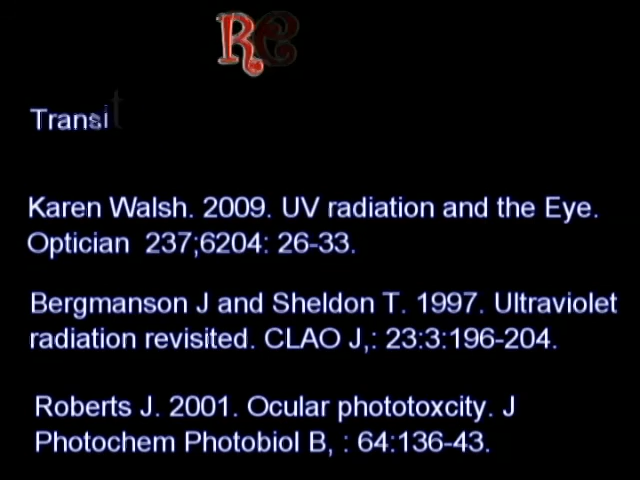 Re
Transit
Karen Walsh. 2009. UV radiation and the Eye.
Optician 237;6204: 26-33.
Bergmanson J and Sheldon T. 1997. Ultraviolet
radiation revisited. CLAO J,: 23:3:196-204.
Roberts J. 2001. Ocular phototoxcity. J
Photochem Photobiol B, : 64:136-43.